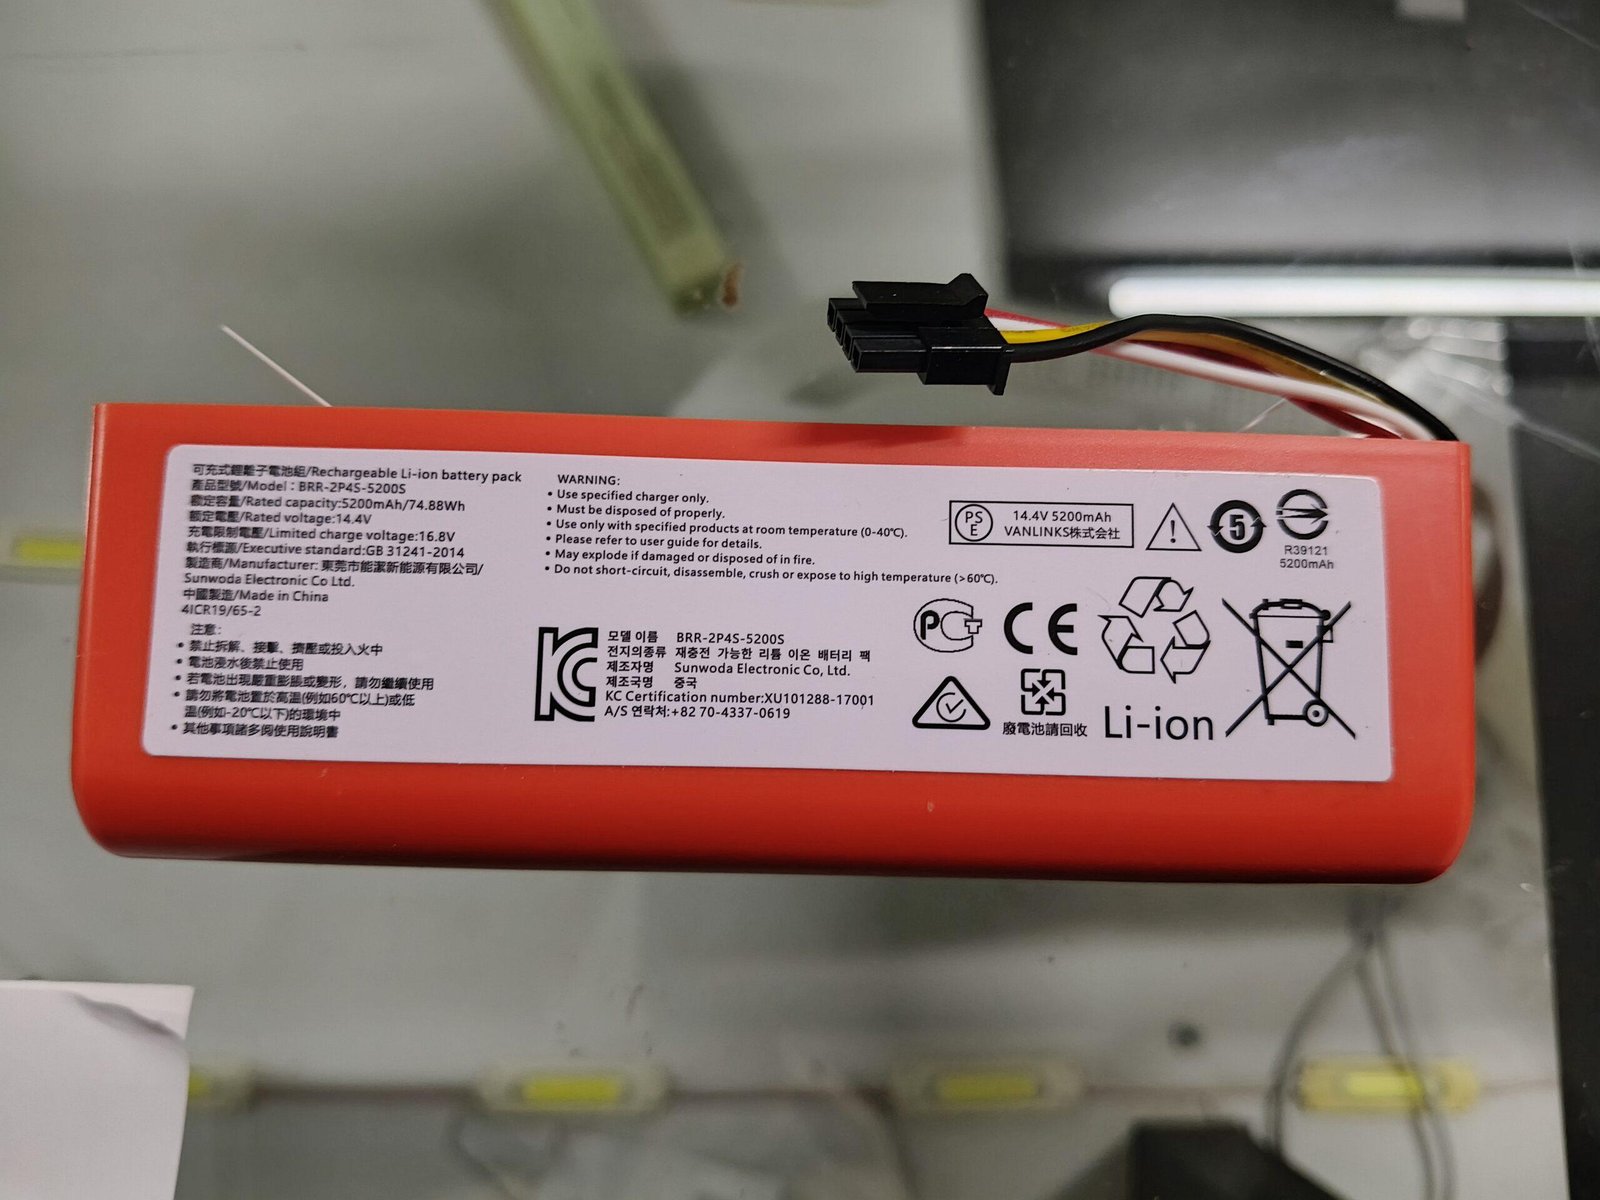 可充式鋰離子電池組/Rechargeable Li-ion battery pack
產品型號/Model：BRR-2P4S-5200S
額定容量/Rated capacity:5200mAh/74.88Wh
額定電壓/Rated voltage:14.4V
充電限制電壓/Limited charge voltage:16.8V
執行標源/Executive standard:GB 31241-2014
製造商/Manufacturer: 東莞市能潔新能源有限公司/
Sunwoda Electronic Co Ltd.
中國製造/Made in China
4ICR19/65-2
注意:
• 禁止拆解、接擊、擠壓或投入火中
• 電池浸水後禁止使用
• 若電池出現嚴重膨脹或變形，請勿繼續使用
• 請勿將電池置於高溫(例如60℃以上)或低
溫(例如-20℃以下)的環境中
• 其他事項諸多阅使用說明書
WARNING:
• Use specified charger only.
• Must be disposed of properly.
• Use only with specified products at room temperature (0-40℃).
• Please refer to user guide for details.
• May explode if damaged or disposed of in fire.
• Do not short-circuit, disassemble, crush or expose to high temperature (>60℃).
모델 이름 BRR-2P4S-5200S
전지의종류 재충전 가능한 리튬 이온 배터리 팩
제조자명 Sunwoda Electronic Co, Ltd.
제조국명 중국
KC Certification number:XU101288-17001
A/S 연락처:+82 70-4337-0619
PS
E
14.4V 5200mAh
VANLINKS株式会社
5
R39121
5200mAh
CE
廢電池請回收
Li-ion